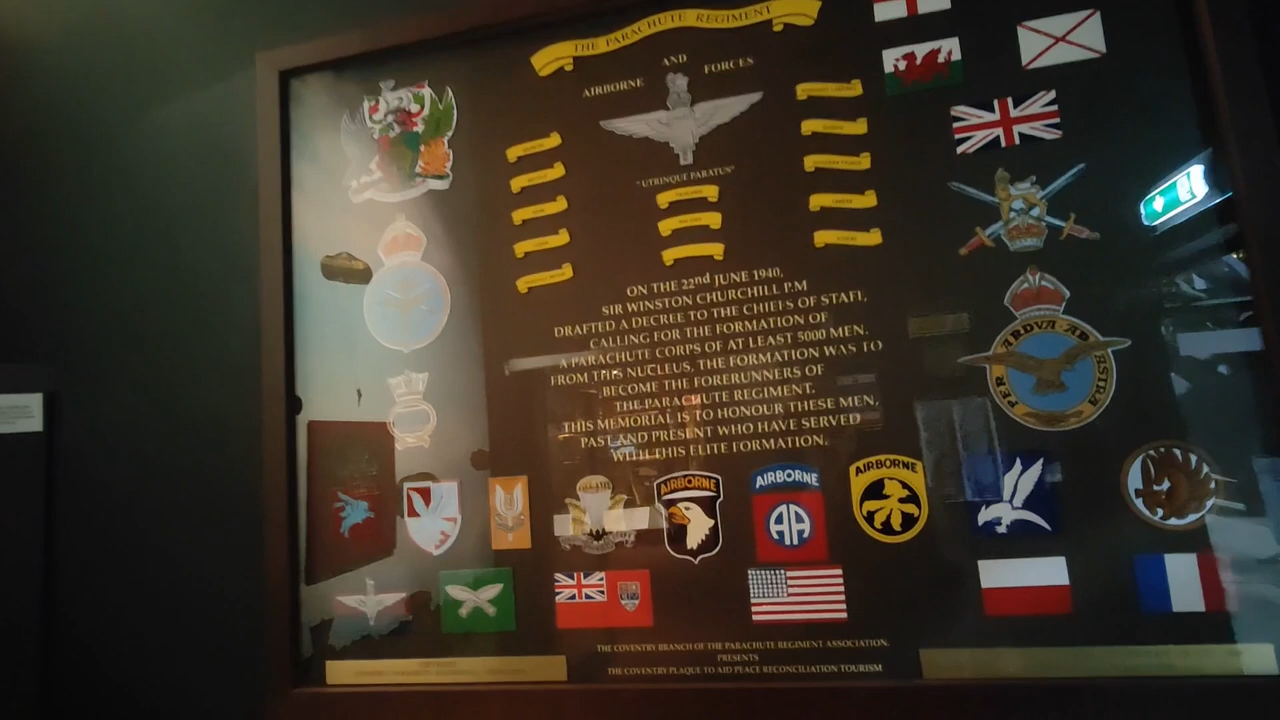 THE PARACHUTE REGIMENT
AND
AIRBORNE FORCES
"UTRINQUE PARATUS"
ON THE 22nd JUNE 1940,
SIR WINSTON CHURCHILL P.M
DRAFTED A DECREE TO THE CHIEFS OF STAFF,
CALLING FOR THE FORMATION OF
A PARACHUTE CORPS OF AT LEAST 5000 MEN.
FROM THIS NUCLEUS, THE FORMATION WAS TO
BECOME THE FORERUNNERS OF
THE PARACHUTE REGIMENT.
THIS MEMORIAL IS TO HONOUR THESE MEN,
PAST AND PRESENT WHO HAVE SERVED
WITH THIS ELITE FORMATION.
PER ARDVA AD ASTRA
AIRBORNE
AIRBORNE
AA
AIRBORNE
THE COVENTRY BRANCH OF THE PARACHUTE REGIMENT ASSOCIATION.
PRESENTS
THE COVENTRY PLAQUE TO AID PEACE RECONCILIATION TOURISM